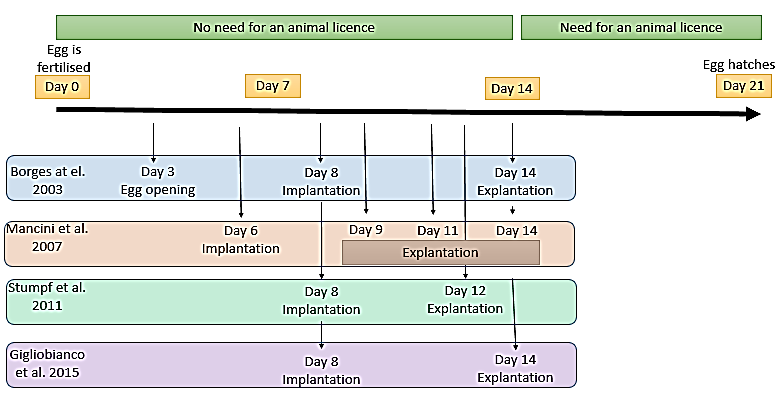 No need for an animal licence
Need for an animal licence
Egg is
fertilised
Egg hatches
Day 0
Day 7
Day 14
Day 21
Borges at el.
2003
Day 3
Egg opening
Day 8
Implantation
Day 14
Explantation
Mancini et al.
2007
Day 6
Implantation
Day 9
Day 11
Day 14
Explantation
Stumpf et al.
2011
Day 8
Implantation
Day 12
Explantation
Gigliobianco
et al. 2015
Day 8
Implantation
Day 14
Explantation